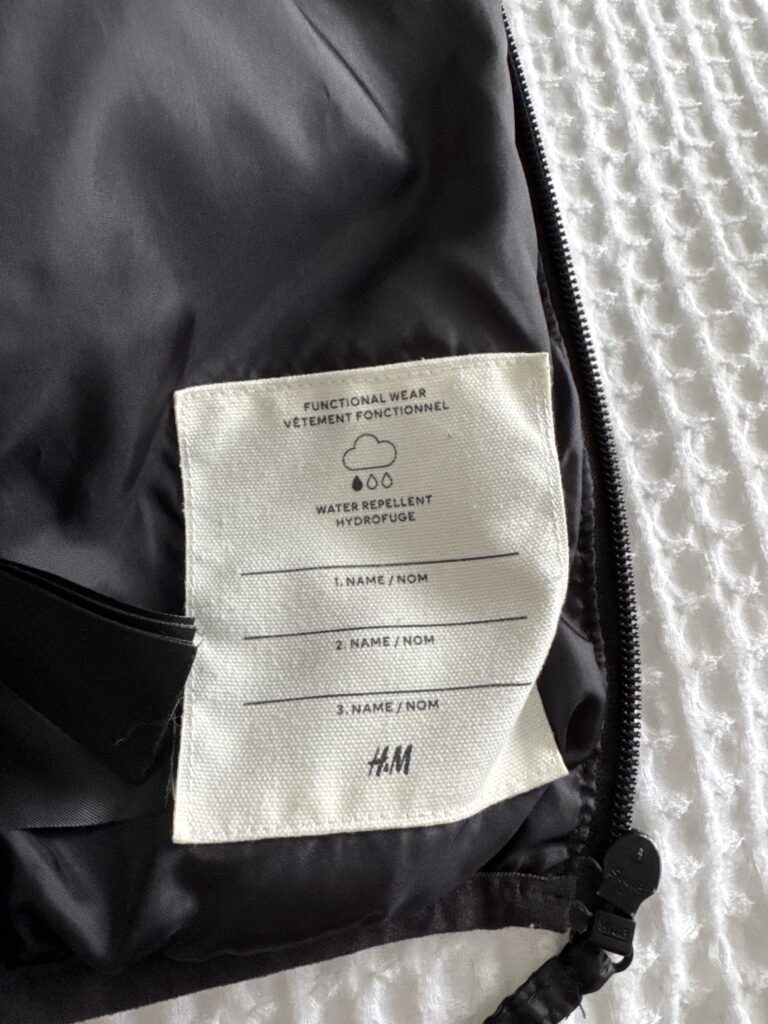 FUNCTIONAL WEAR
VÊTEMENT FONCTIONNEL
WATER REPELLENT
HYDROFUGE
1. NAME / NOM
2. NAME / NOM
3. NAME / NOM
H&M